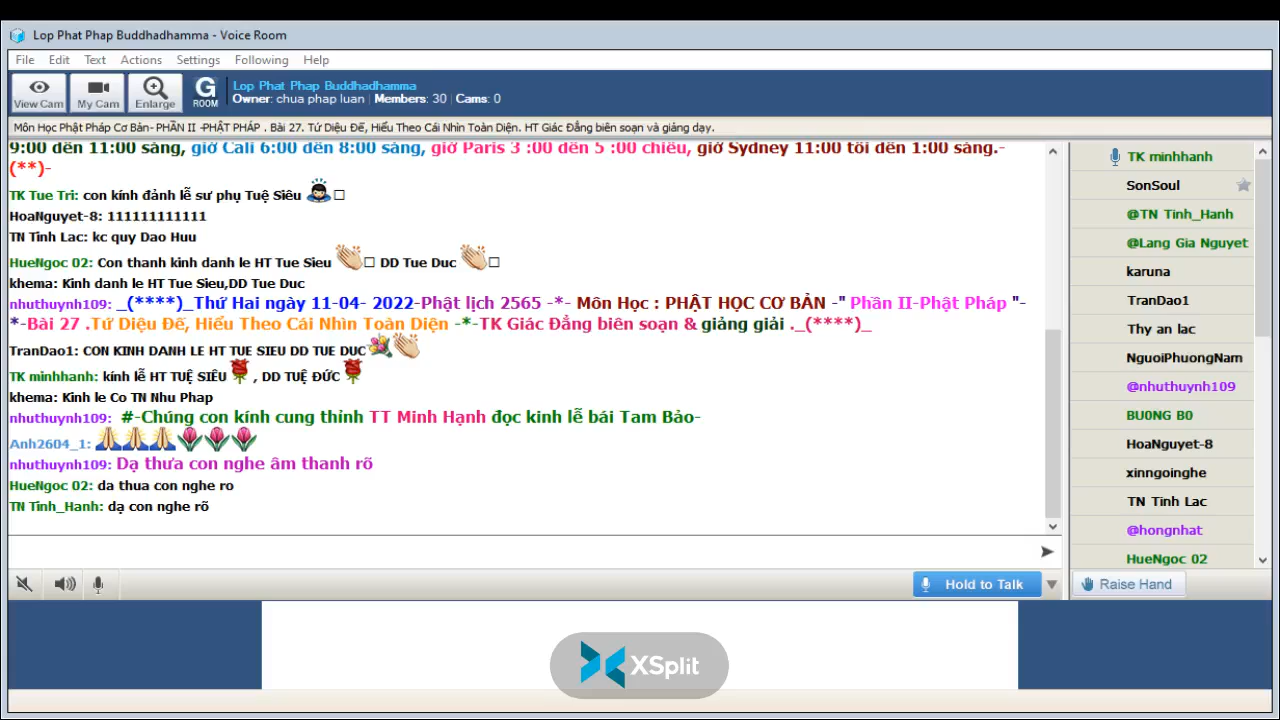 Lop Phat Phap Buddhadhamma - Voice Room
File Edit Text Actions Settings Following Help
View Cam My Cam Enlarge G ROOM
Lop Phat Phap Buddhadhamma
Owner: chua phap luan Members: 30 Cams: 0
Môn Học Phật Pháp Cơ Bản- PHẦN II -PHẬT PHÁP . Bài 27. Tứ Diệu Đế, Hiểu Theo Cái Nhìn Toàn Diện. HT Giác Đẳng biên soạn và giảng dạy.
9:00 đến 11:00 sáng, giờ Cali 6:00 đến 8:00 sáng, giờ Paris 3 :00 đến 5 :00 chiều, giờ Sydney 11:00 tối đến 1:00 sáng.-
(**)-
TK Tue Tri: con kính đảnh lễ sư phụ Tuệ Siêu
HoaNguyet-8: 111111111111
TN Tinh Lac: kc quy Dao Huu
HueNgoc 02: Con thanh kinh danh le HT Tue Sieu DD Tue Duc
khema: Kinh danh le HT Tue Sieu,DD Tue Duc
nhuthuynh109: _(****)_Thứ Hai ngày 11-04- 2022-Phật lịch 2565 -*- Môn Học : PHẬT HỌC CƠ BẢN -" Phần II-Phật Pháp "-
*-Bài 27 .Tứ Diệu Đế, Hiểu Theo Cái Nhìn Toàn Diện -*-TK Giác Đẳng biên soạn & giảng giải ._(****)_
TranDao1: CON KINH DANH LE HT TUE SIEU DD TUE DUC
TK minhhanh: kính lễ HT TUỆ SIÊU , DD TUỆ ĐỨC
khema: Kinh le Co TN Nhu Phap
nhuthuynh109: #-Chúng con kính cung thỉnh TT Minh Hạnh đọc kinh lễ bái Tam Bảo-
Anh2604_1:
nhuthuynh109: Dạ thưa con nghe âm thanh rõ
HueNgoc 02: da thua con nghe ro
TN Tinh_Hanh: dạ con nghe rõ
Hold to Talk
TK minhhanh
SonSoul
@TN Tinh_Hanh
@Lang Gia Nguyet
karuna
TranDao1
Thy an lac
NguoiPhuongNam
@nhuthuynh109
BU0NG B0
HoaNguyet-8
xinngoinghe
TN Tinh Lac
@hongnhat
HueNgoc 02
Raise Hand
XSplit